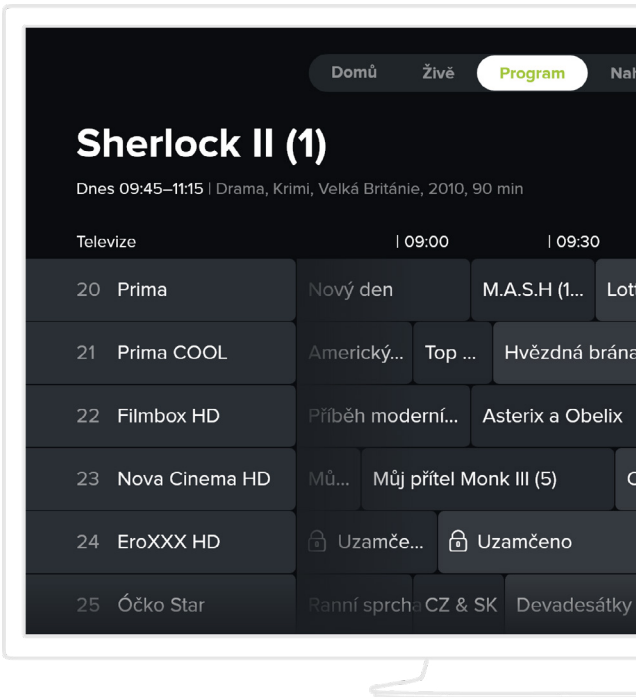 Domů Živě Program Nah
Sherlock II (1)
Dnes 09:45–11:15 | Drama, Krimi, Velká Británie, 2010, 90 min
Televize | 09:00 | 09:30
20 Prima Nový den M.A.S.H (1... Lott
21 Prima COOL Americký... Top ... Hvězdná brána
22 Filmbox HD Příběh moderní... Asterix a Obelix
23 Nova Cinema HD Mů... Můj přítel Monk III (5) C
24 EroXXX HD Uzamče... Uzamčeno
25 Óčko Star Ranní sprcha CZ & SK Devadesátky